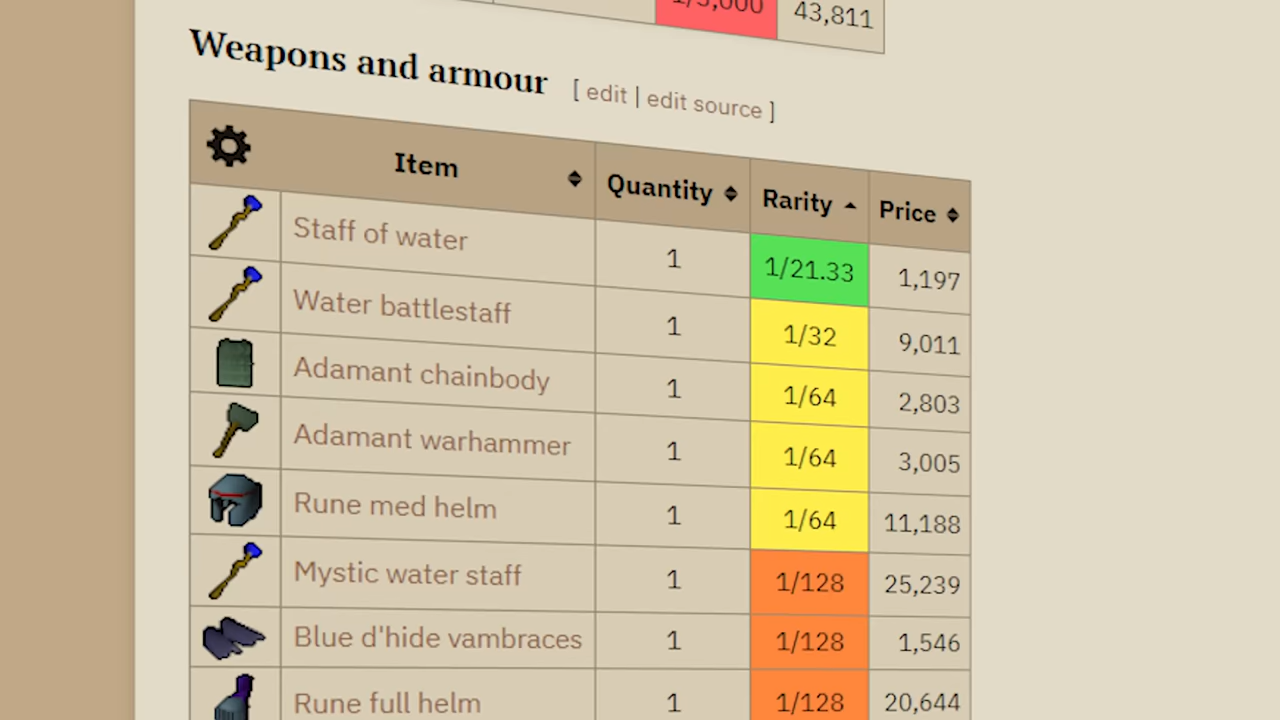 1/5,000 43,811
Weapons and armour [ edit | edit source ]
Item Quantity Rarity Price
Staff of water 1 1/21.33 1,197
Water battlestaff 1 1/32 9,011
Adamant chainbody 1 1/64 2,803
Adamant warhammer 1 1/64 3,005
Rune med helm 1 1/64 11,188
Mystic water staff 1 1/128 25,239
Blue d'hide vambraces 1 1/128 1,546
Rune full helm 1 1/128 20,644